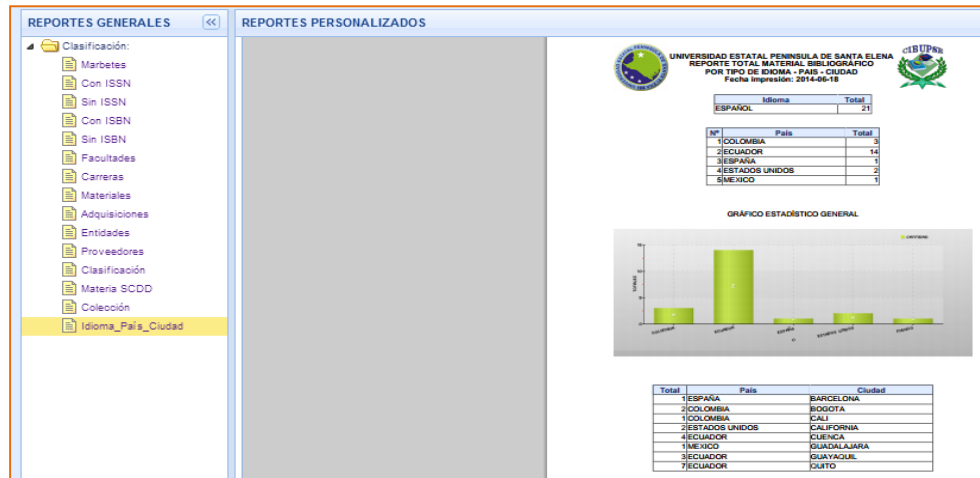 REPORTES GENERALES
Clasificación:
Marbetes
Con ISSN
Sin ISSN
Con ISBN
Sin ISBN
Facultades
Carreras
Materiales
Adquisiciones
Entidades
Proveedores
Clasificación
Materia SCDD
Colección
Idioma_País_Ciudad
REPORTES PERSONALIZADOS
CIBUPSE
UNIVERSIDAD ESTATAL PENINSULA DE SANTA ELENA
REPORTE TOTAL MATERIAL BIBLIOGRÁFICO
POR TIPO DE IDIOMA - PAIS - CIUDAD
Fecha impresión: 2014-06-18
Idioma Total
ESPAÑOL 21
Nº País Total
1 COLOMBIA 3
2 ECUADOR 14
3 ESPAÑA 1
4 ESTADOS UNIDOS 2
5 MEXICO 1
GRÁFICO ESTADÍSTICO GENERAL
COLOMBIA
ECUADOR
ESPAÑA
ESTADOS UNIDOS
Total País Ciudad
1 ESPAÑA BARCELONA
2 COLOMBIA BOGOTA
1 COLOMBIA CALI
2 ESTADOS UNIDOS CALIFORNIA
4 ECUADOR CUENCA
1 MEXICO GUADALAJARA
3 ECUADOR GUAYAQUIL
7 ECUADOR QUITO